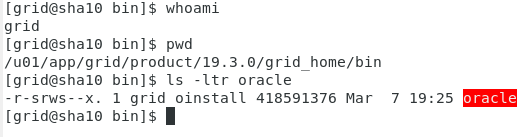 [grid@sha10 bin]$ whoami
grid
[grid@sha10 bin]$ pwd
/u01/app/grid/product/19.3.0/grid_home/bin
[grid@sha10 bin]$ ls -ltr oracle
-r-srws--x. 1 grid oinstall 418591376 Mar  7 19:25 oracle
[grid@sha10 bin]$